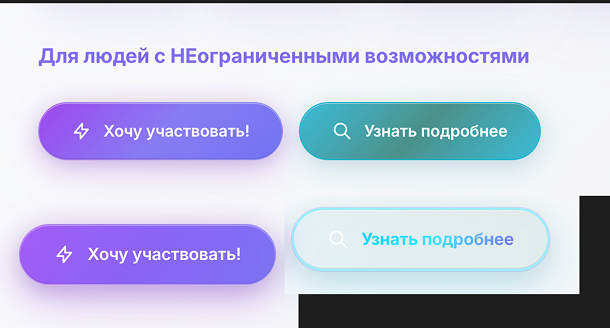 Для людей с НЕограниченными возможностями
Хочу участвовать!
Узнать подробнее
Хочу участвовать!
Узнать подробнее